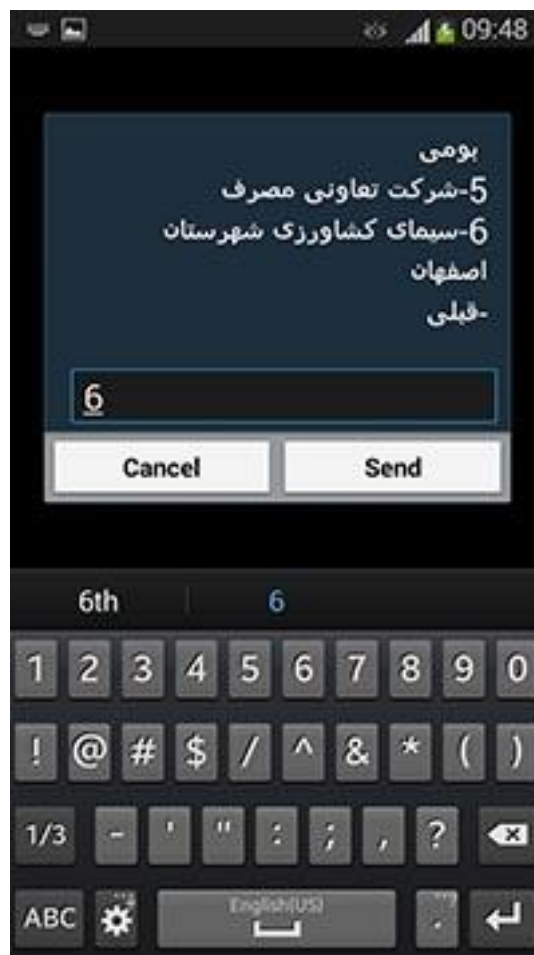 09:48
بومی
5-شرکت تعاونی مصرف
6-سیمای کشاورزی شهرستان
اصفهان
-قبلی
6
Cancel Send
6th 6
1 2 3 4 5 6 7 8 9 0
! @ # $ / ^ & * ( )
1/3 - ' " : ; , ?
ABC English(US) .